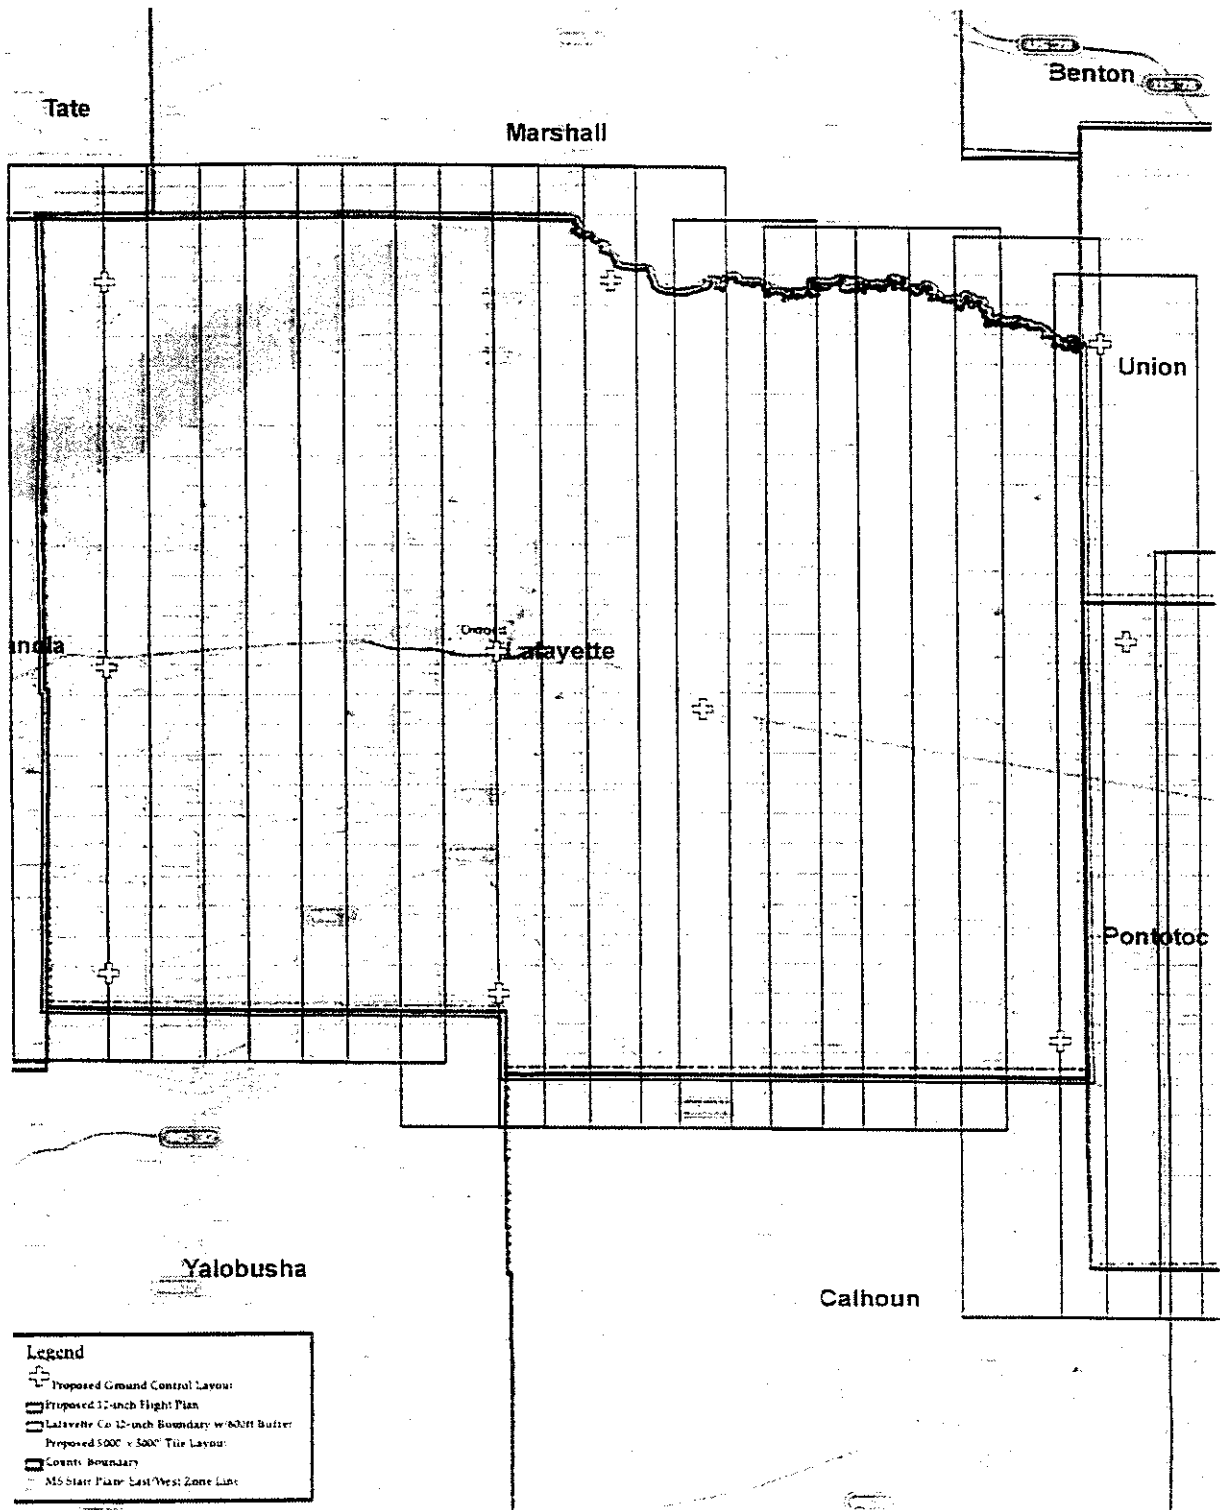 Benton
Tate
Marshall
Union
Lafayette
Pontotoc
Yalobusha
Calhoun
Legend
Proposed Ground Control Layout
Proposed 12-inch Flight Plan
Lafayette Co 12-inch Boundary w/600ft Buffer
Proposed 5000' x 5000' Tile Layout
County Boundary
MS State Plane East/West Zone Line